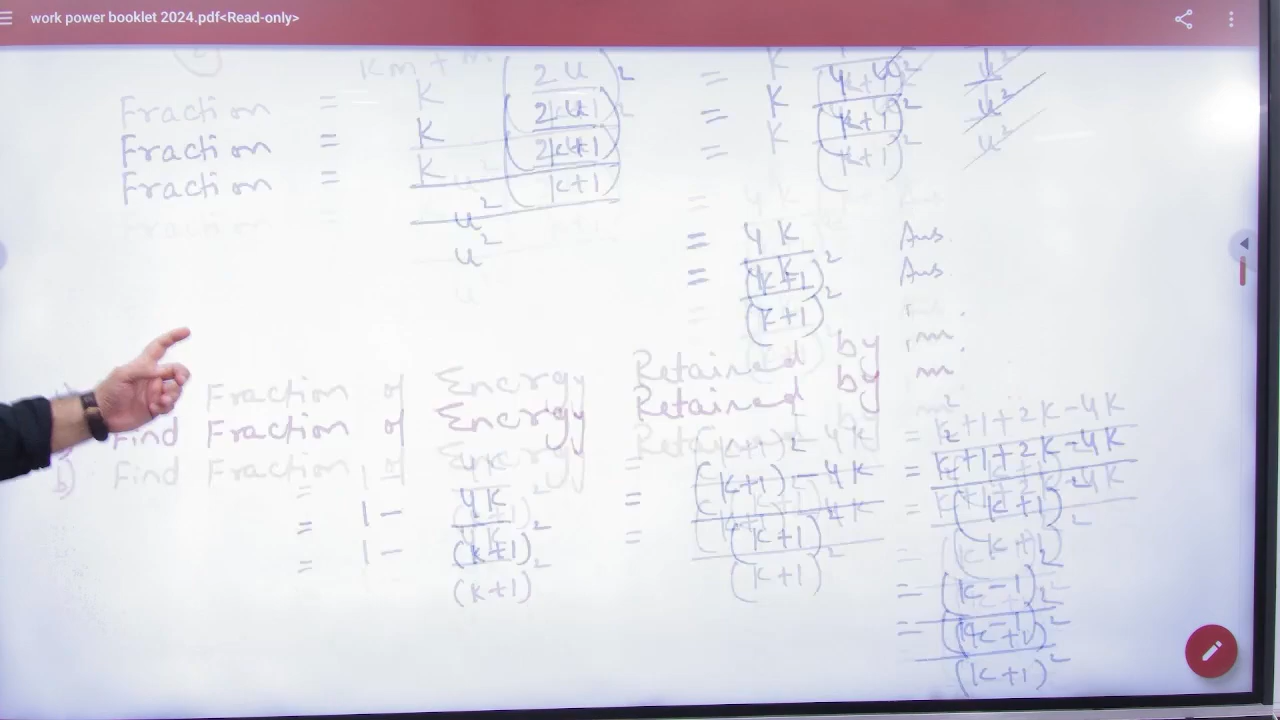 work power booklet 2024.pdf<Read-only>
Km + m
Fraction = K (2u/(k+1))² / u² = K 4u²/(k+1)² u²
= 4K/(k+1)² Ans.
b) Find Fraction of Energy Retained by m.
= 1 - 4K/(k+1)² = ((k+1)² - 4K)/(k+1)² = (K²+1+2K-4K)/(k+1)²
= (k-1)²/(k+1)²